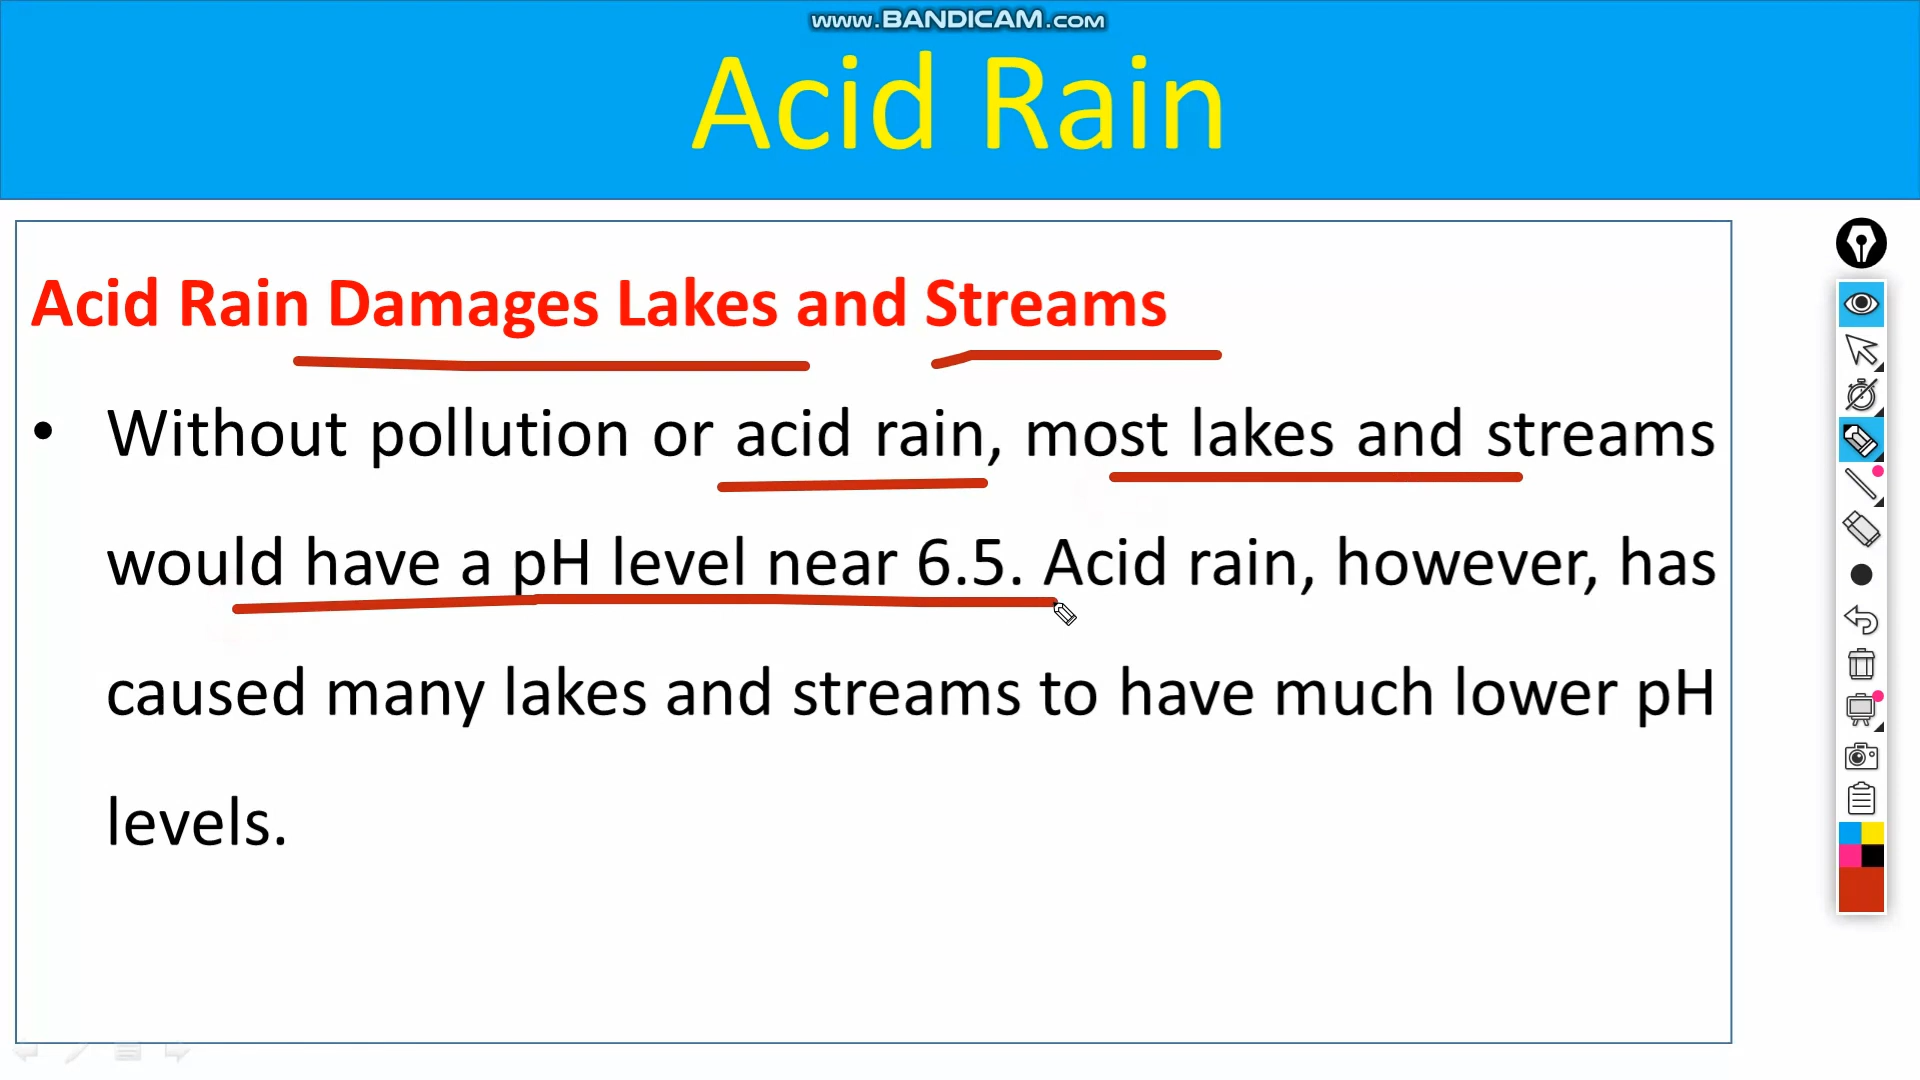 www.BANDICAM.com
Acid Rain
Acid Rain Damages Lakes and Streams
• Without pollution or acid rain, most lakes and streams
would have a pH level near 6.5. Acid rain, however, has
caused many lakes and streams to have much lower pH
levels.